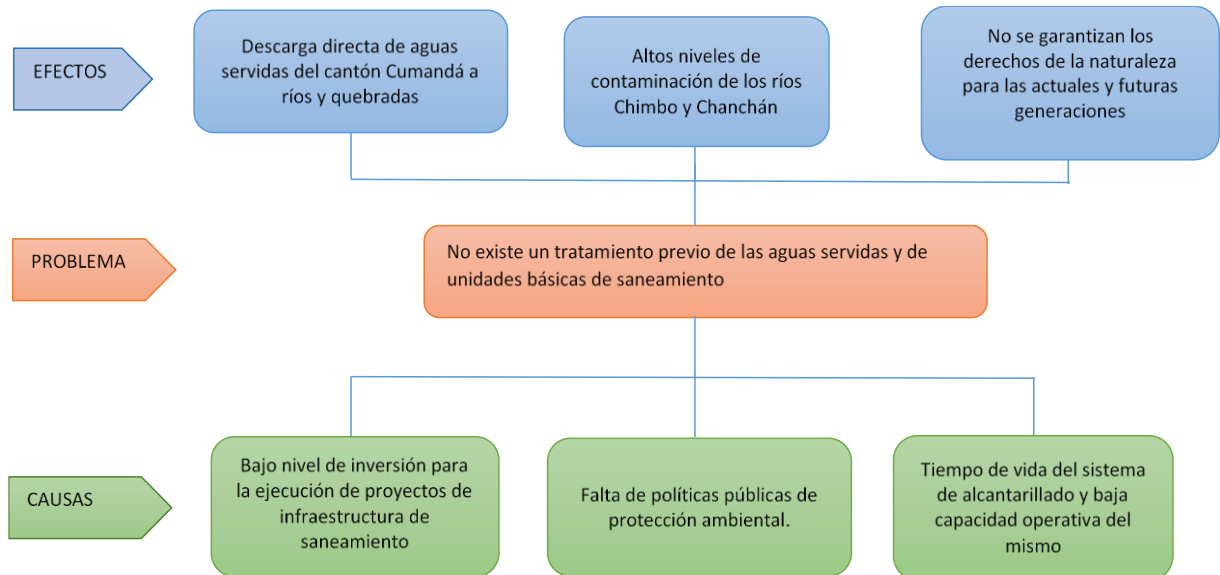 EFECTOS
Descarga directa de aguas
servidas del cantón Cumandá a
ríos y quebradas
Altos niveles de
contaminación de los ríos
Chimbo y Chanchán
No se garantizan los
derechos de la naturaleza
para las actuales y futuras
generaciones
PROBLEMA
No existe un tratamiento previo de las aguas servidas y de
unidades básicas de saneamiento
CAUSAS
Bajo nivel de inversión para
la ejecución de proyectos de
infraestructura de
saneamiento
Falta de políticas públicas de
protección ambiental.
Tiempo de vida del sistema
de alcantarillado y baja
capacidad operativa del
mismo